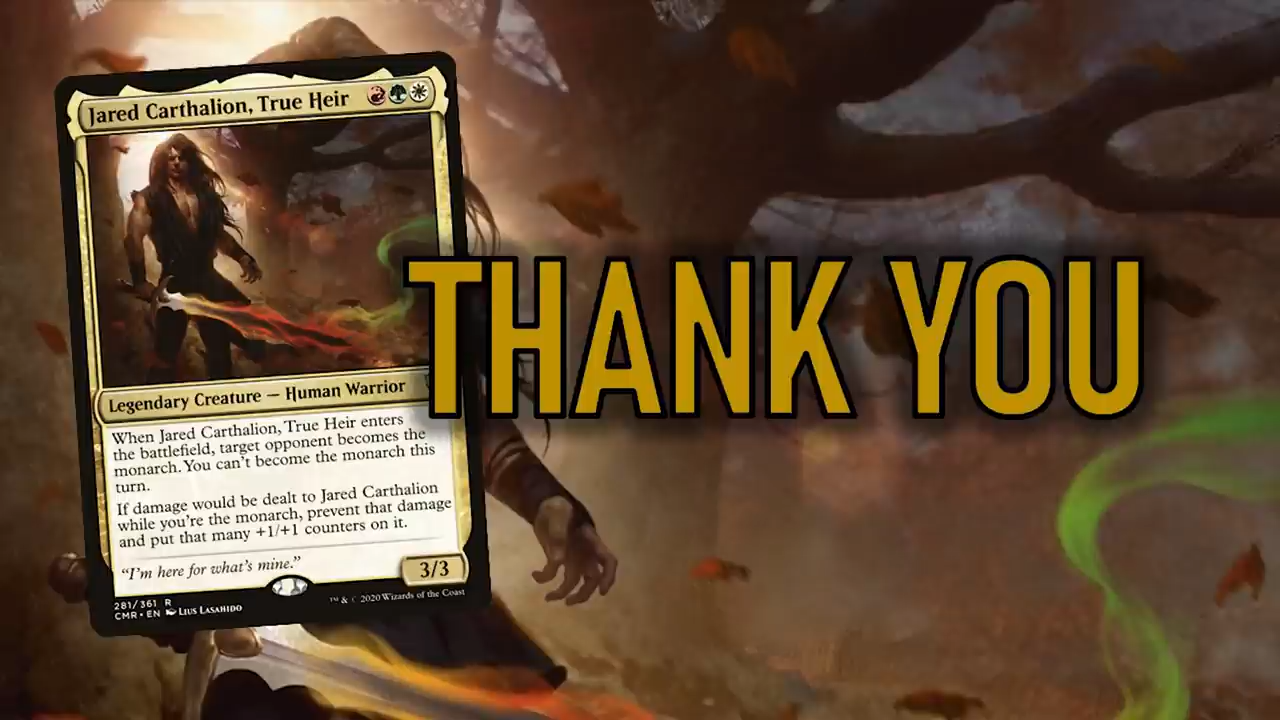 Jared Carthalion, True Heir
THANK YOU
Legendary Creature — Human Warrior
When Jared Carthalion, True Heir enters
the battlefield, target opponent becomes the
monarch. You can't become the monarch this
turn.
If damage would be dealt to Jared Carthalion
while you're the monarch, prevent that damage
and put that many +1/+1 counters on it.
"I'm here for what's mine."
3/3
281/361 R
CMR • EN Lius Lasahido
™ & © 2020 Wizards of the Coast